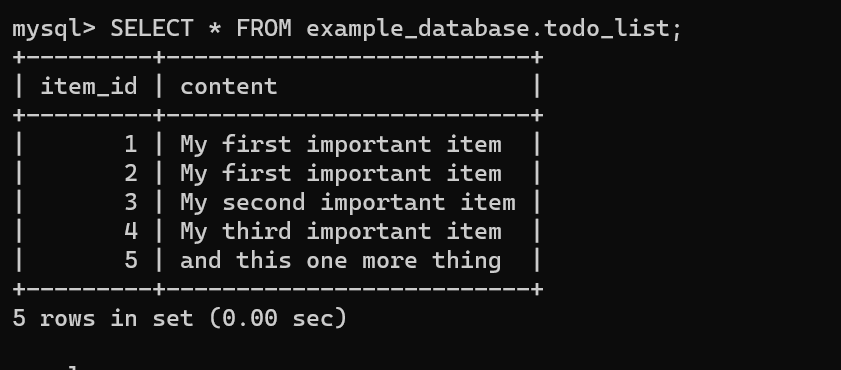 mysql> SELECT * FROM example_database.todo_list;
+---------+--------------------------+
| item_id | content                  |
+---------+--------------------------+
|       1 | My first important item  |
|       2 | My first important item  |
|       3 | My second important item |
|       4 | My third important item  |
|       5 | and this one more thing  |
+---------+--------------------------+
5 rows in set (0.00 sec)